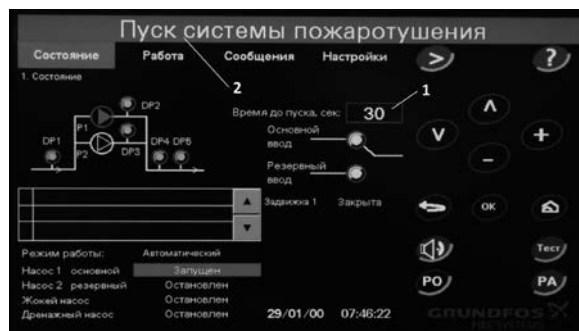 Пуск системы пожаротушения
Состояние Работа Сообщения Настройки > ?
1. Состояние
2
1
DP2
Время до пуска, сек: 30
P1
Основной
ввод
DP1 P2 DP3 DP4 DP5
Резервный
ввод
Задвижка 1 Закрыта
OK
Режим работы: Автоматический
Тест
Насос 1 основной Запущен
Насос 2 резервный Остановлен
PO PA
Жокей насос Остановлен
Дренажный насос Остановлен 29/01/00 07:46:22
GRUNDFOS